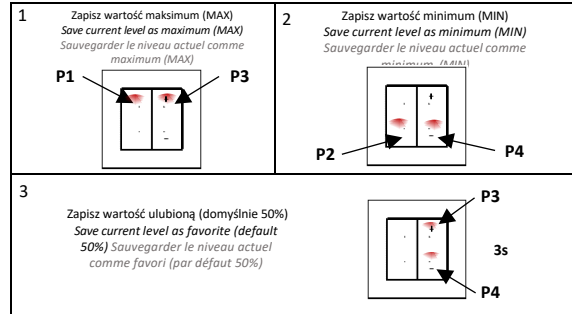 1
Zapisz wartość maksimum (MAX)
Save current level as maximum (MAX)
Sauvegarder le niveau actuel comme
maximum (MAX)
P1
P3
+
-
2
Zapisz wartość minimum (MIN)
Save current level as minimum (MIN)
Sauvegarder le niveau actuel comme
minimum (MIN)
+
-
P2
P4
3
Zapisz wartość ulubioną (domyślnie 50%)
Save current level as favorite (default
50%) Sauvegarder le niveau actuel
comme favori (par défaut 50%)
P3
+
3s
-
P4